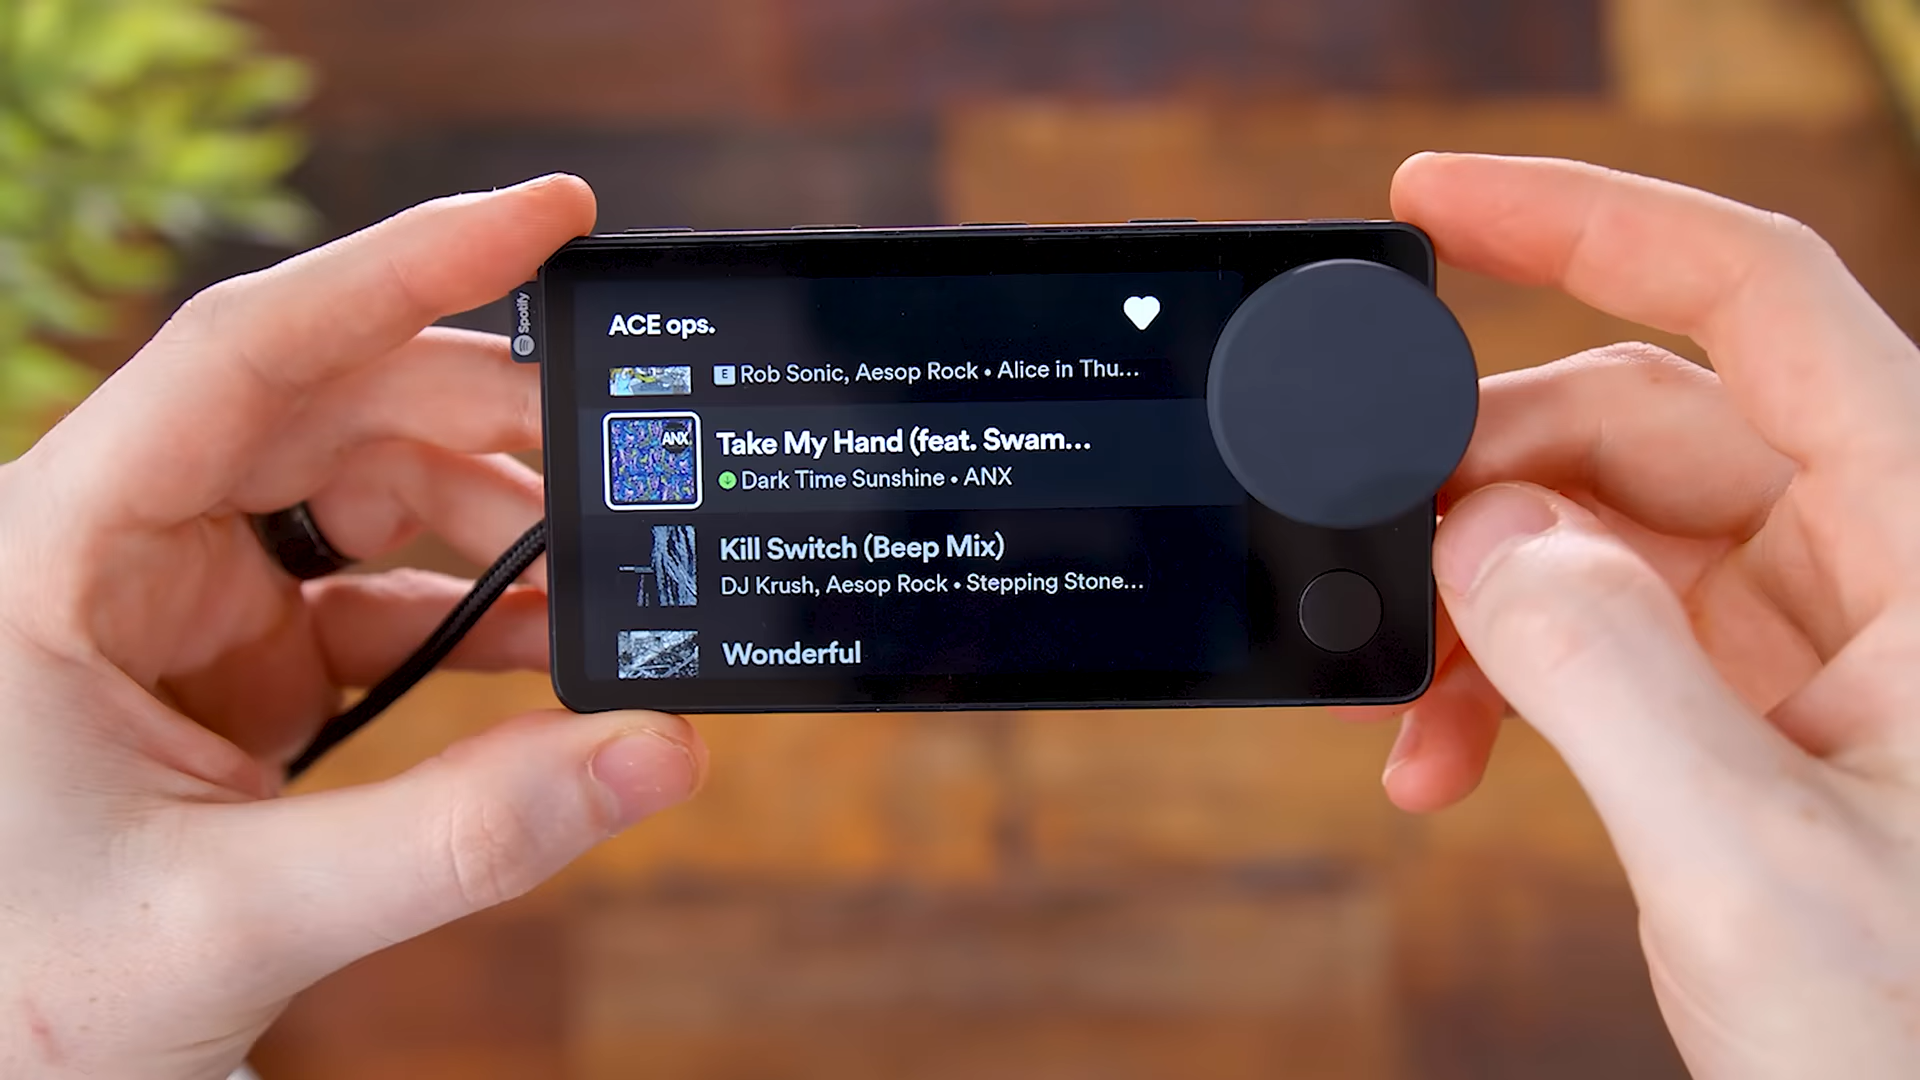 Spotify
ACE ops.
E Rob Sonic, Aesop Rock • Alice in Thu...
ANX
Take My Hand (feat. Swam...
Dark Time Sunshine • ANX
Kill Switch (Beep Mix)
DJ Krush, Aesop Rock • Stepping Stone...
Wonderful